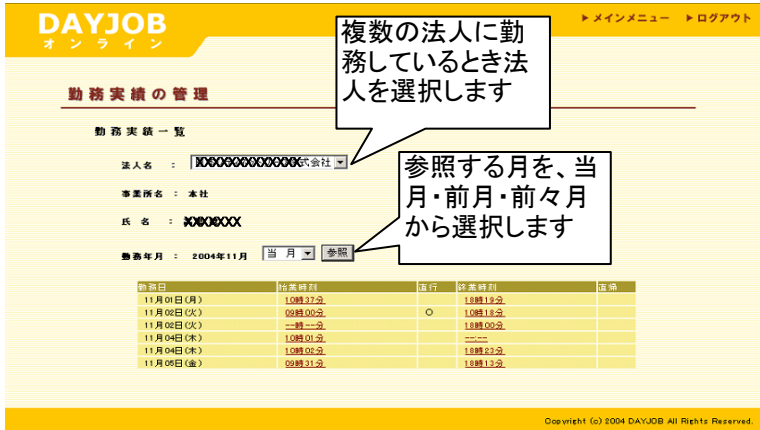 DAYJOB
オンライン
▶メインメニュー ▶ログアウト
複数の法人に勤
務しているとき法
人を選択します
勤務実績の管理
勤務実績一覧
法人名 : 式会社
参照する月を、当
月・前月・前々月
から選択します
事業所名 : 本社
氏 名 :
勤務年月 : 2004年11月 当 月 参照
勤務日 始業時刻 直行 終業時刻 直帰
11月01日(月) 10時37分 18時19分
11月02日(火) 09時00分 ○ 10時18分
11月02日(火) --時--分 18時00分
11月04日(木) 10時01分 --:--
11月04日(木) 10時02分 18時23分
11月05日(金) 09時31分 18時13分
Copyright (c) 2004 DAYJOB All Rights Reserved.